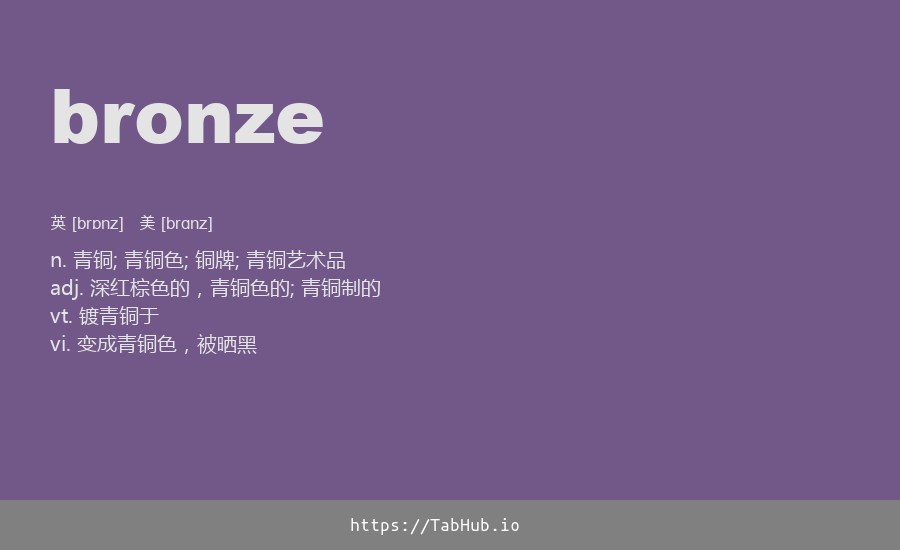 bronze
英 [brɒnz] 美 [brɑnz]
n. 青铜; 青铜色; 铜牌; 青铜艺术品
adj. 深红棕色的，青铜色的; 青铜制的
vt. 镀青铜于
vi. 变成青铜色，被晒黑
https://TabHub.io